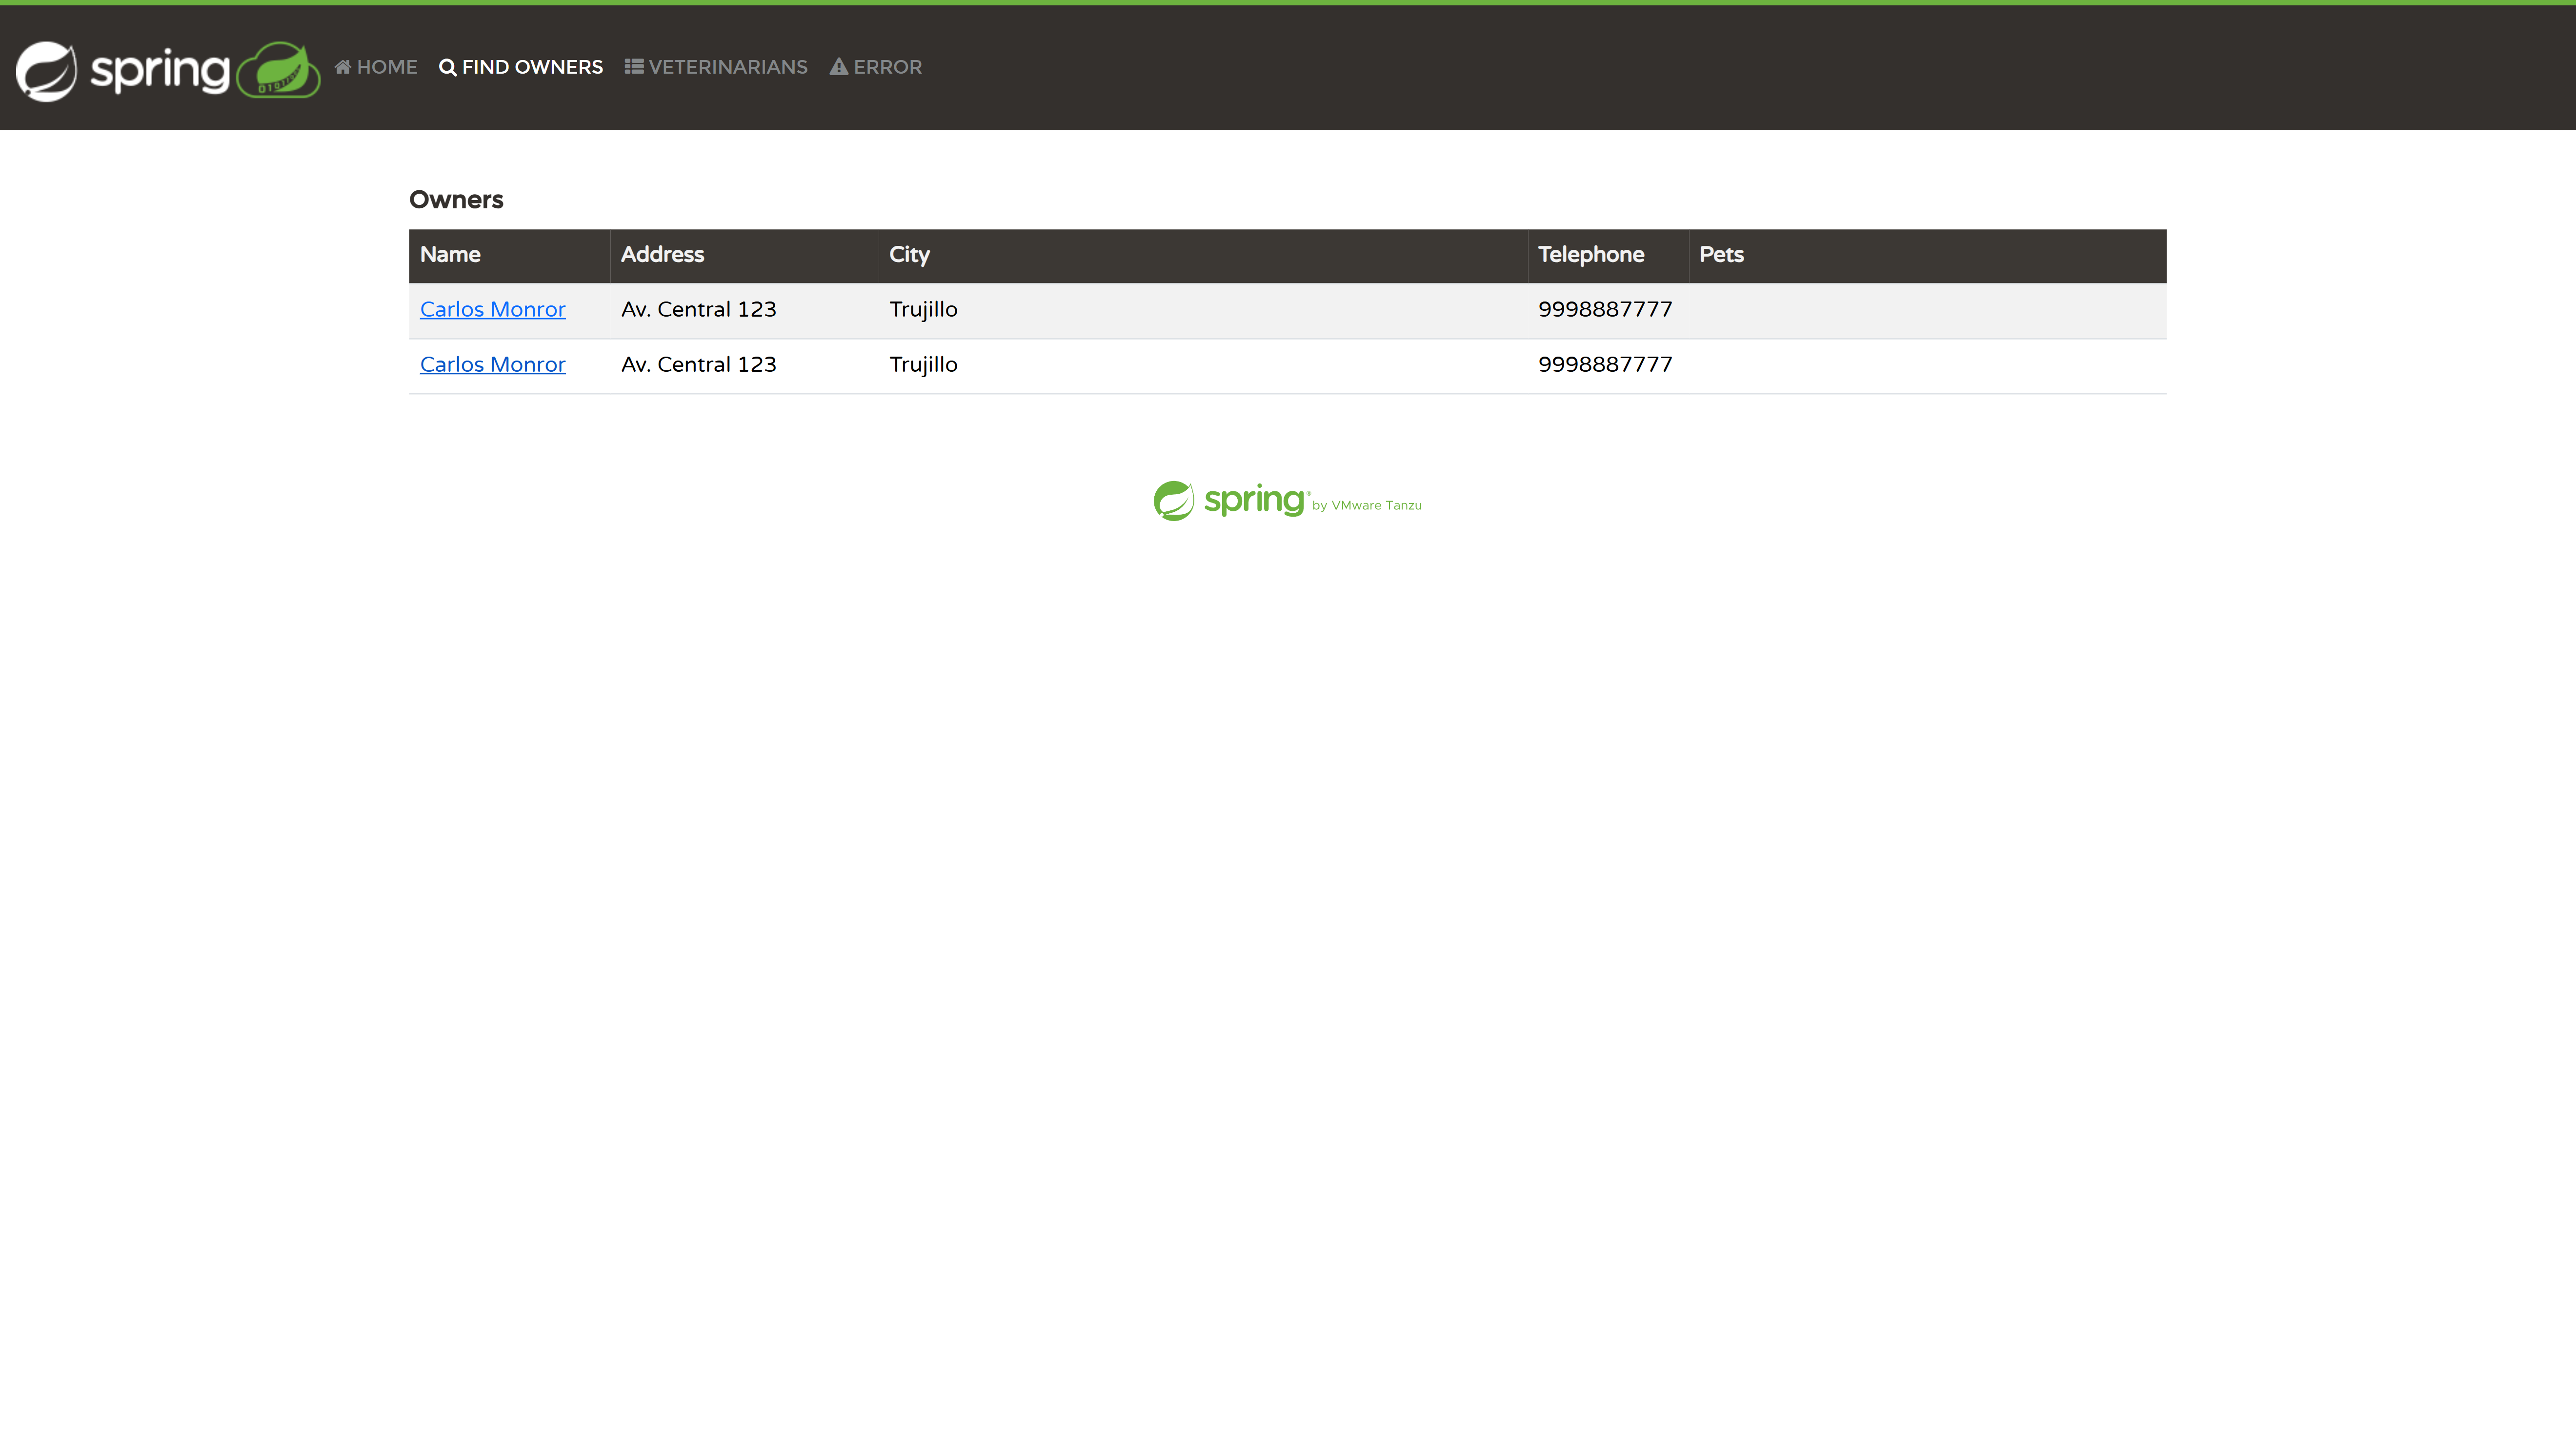 spring HOME FIND OWNERS VETERINARIANS ERROR
Owners
Name Address City Telephone Pets
Carlos Monror Av. Central 123 Trujillo 9998887777
Carlos Monror Av. Central 123 Trujillo 9998887777
spring® by VMware Tanzu